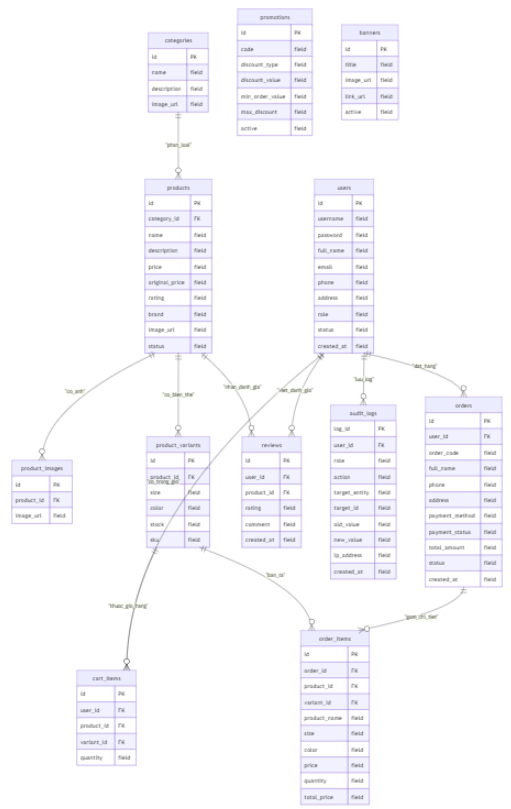 promotions
id PK
code field
discount_type field
discount_value field
min_order_value field
max_discount field
active field
banners
id PK
title field
image_url field
link_url field
active field
categories
id PK
name field
description field
image_url field
"phan_loai"
products
id PK
category_id FK
name field
description field
price field
original_price field
rating field
brand field
image_url field
status field
users
id PK
username field
password field
full_name field
email field
phone field
address field
role field
status field
created_at field
"co_anh"
"co_bien_the"
"nhan_danh_gia"
"viet_danh_gia"
"luu_log"
"dat_hang"
product_images
id PK
product_id FK
image_url field
product_variants
id PK
product_id FK
"co_trong_gio"
size field
color field
stock field
sku field
reviews
id PK
user_id FK
product_id FK
rating field
comment field
created_at field
audit_logs
log_id PK
user_id FK
role field
action field
target_entity field
target_id field
old_value field
new_value field
ip_address field
created_at field
orders
id PK
user_id FK
order_code field
full_name field
phone field
address field
payment_method field
payment_status field
total_amount field
status field
created_at field
"thuoc_gio_hang"
"ban_ra"
"gom_chi_tiet"
cart_items
id PK
user_id FK
product_id FK
variant_id FK
quantity field
order_items
id PK
order_id FK
product_id FK
variant_id FK
product_name field
size field
color field
price field
quantity field
total_price field